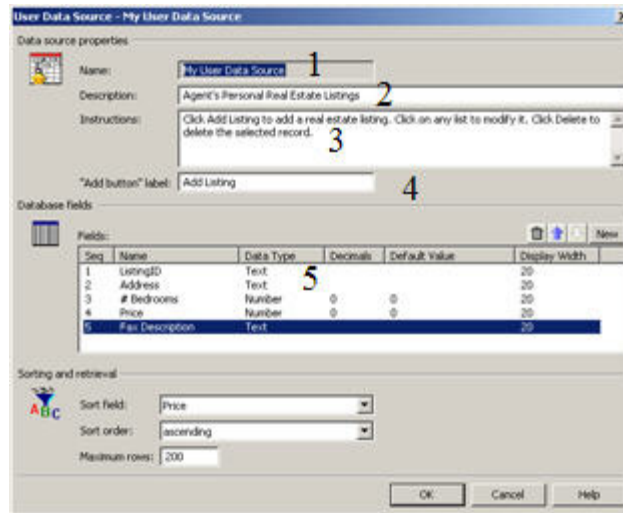 User Data Source - My User Data Source
Data source properties
Name: My User Data Source 1
Description: Agent's Personal Real Estate Listings 2
Instructions: Click Add Listing to add a real estate listing. Click on any list to modify it. Click Delete to
delete the selected record. 3
"Add button" label: Add Listing 4
Database fields
Fields: New
Seq Name Data Type Decimals Default Value Display Width
1 ListingID Text 20
2 Address Text 5 20
3 # Bedrooms Number 0 0 20
4 Price Number 0 0 20
5 Fax Description Text 20
Sorting and retrieval
ABC
Sort field: Price
Sort order: ascending
Maximum rows: 200
OK Cancel Help